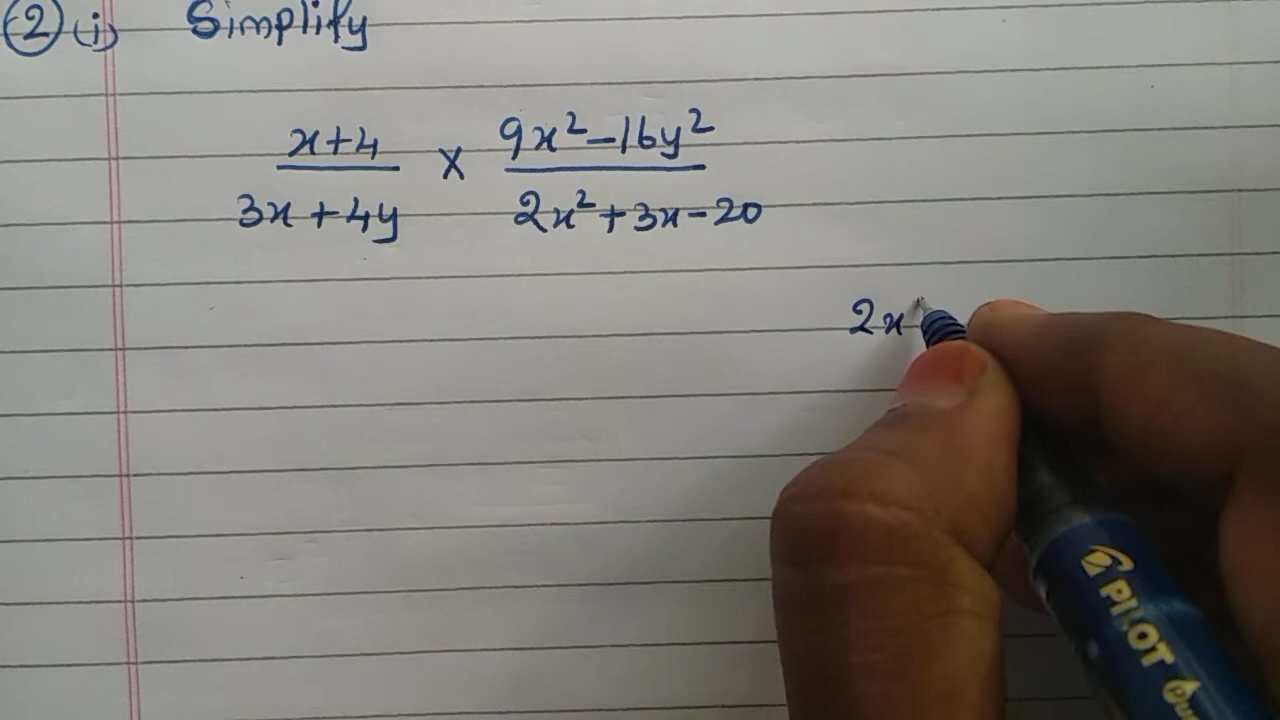 ② (i) Simplify
x+4 / 3x+4y × 9x²-16y² / 2x²+3x-20
2x
PILOT